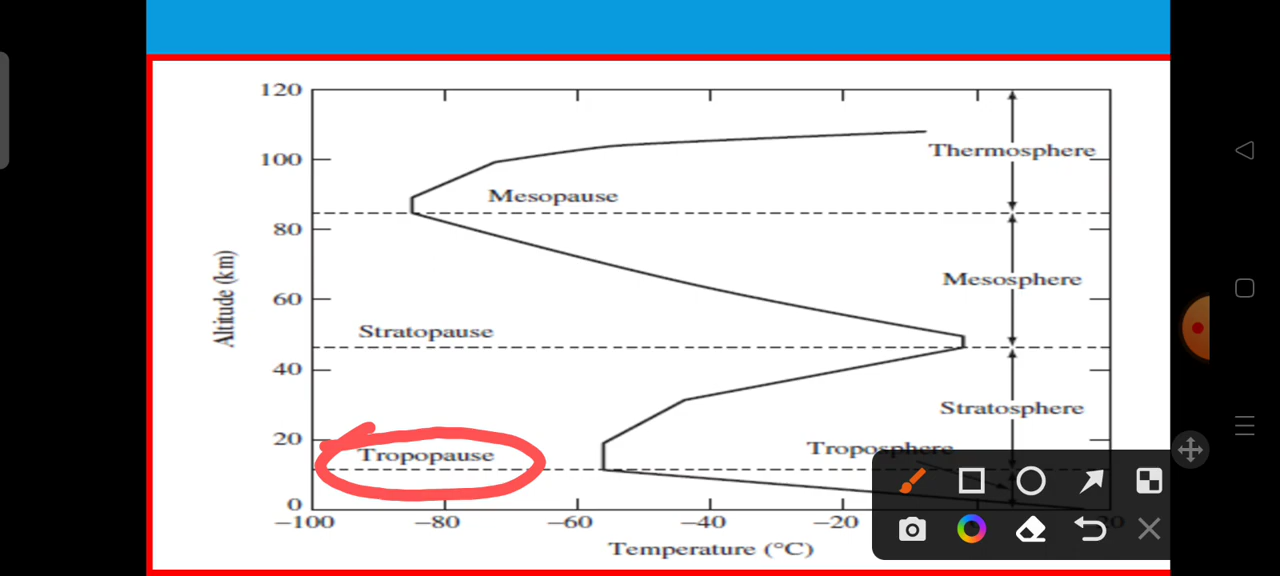 120
Thermosphere
100
Mesopause
80
Mesosphere
Altitude (km)
60
Stratopause
40
Stratosphere
20
Troposphere
Tropopause
0
−100 −80 −60 −40 −20
Temperature (°C)